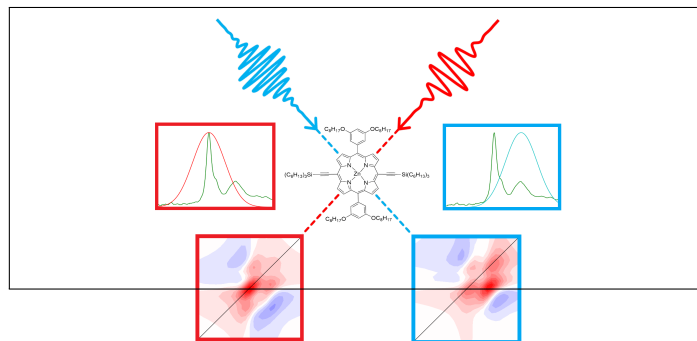 C₈H₁₇O OC₈H₁₇
(C₆H₁₃)₃Si N N Zn N N Si(C₆H₁₃)₃
C₈H₁₇O OC₈H₁₇